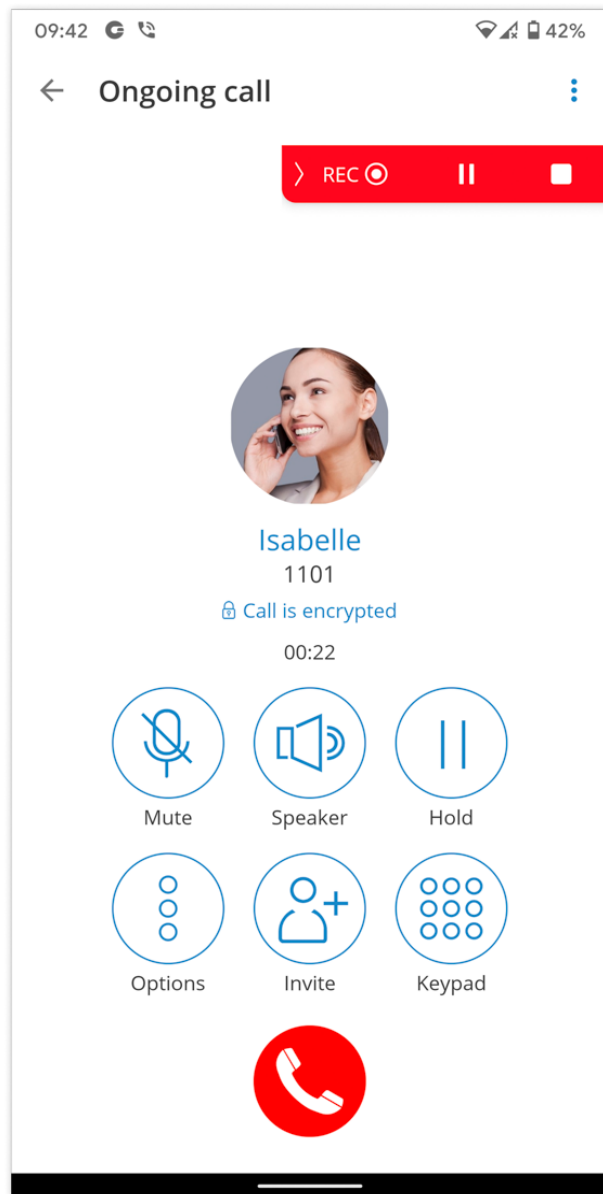 09:42 42%
Ongoing call
REC
Isabelle
1101
Call is encrypted
00:22
Mute Speaker Hold
Options Invite Keypad